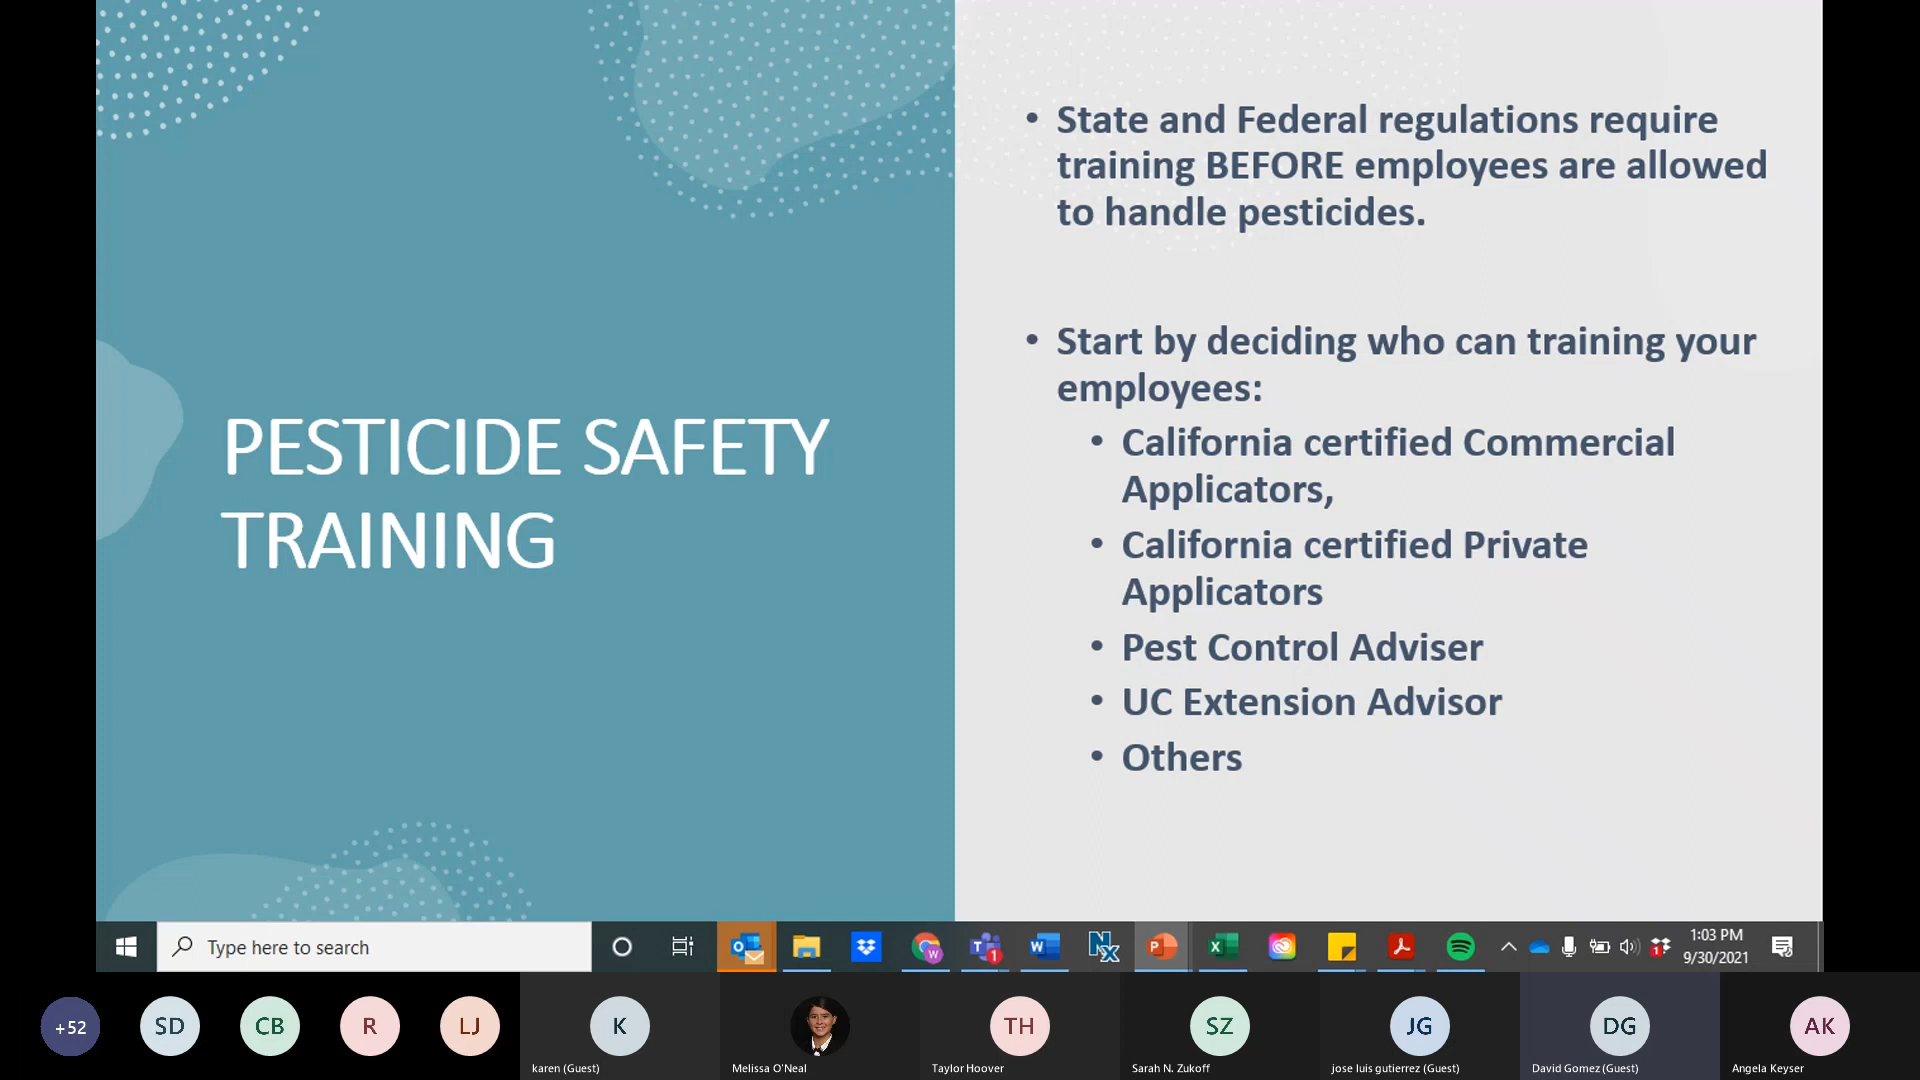 PESTICIDE SAFETY
TRAINING
• State and Federal regulations require
training BEFORE employees are allowed
to handle pesticides.
• Start by deciding who can training your
employees:
• California certified Commercial
Applicators,
• California certified Private
Applicators
• Pest Control Adviser
• UC Extension Advisor
• Others
Type here to search
1:03 PM
9/30/2021
+52
SD
CB
R
LJ
K
TH
SZ
JG
DG
AK
karen (Guest)
Melissa O'Neal
Taylor Hoover
Sarah N. Zukoff
jose luis gutierrez (Guest)
David Gomez (Guest)
Angela Keyser